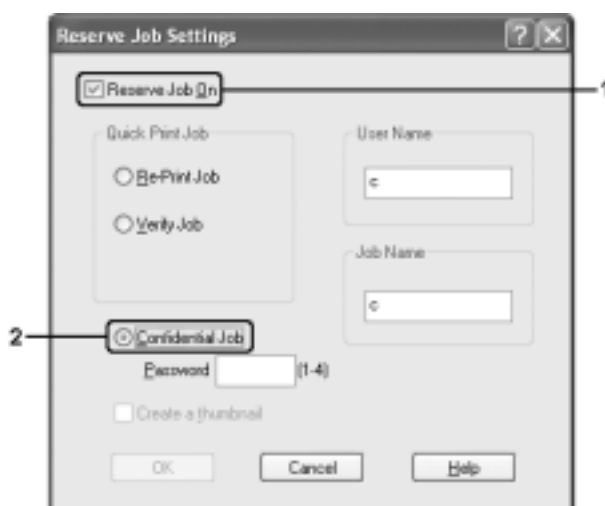 Reserve Job Settings
1
Reserve Job On
Quick Print Job
Re-Print Job
Verify Job
User Name
c
Job Name
c
2
Confidential Job
Password (1-4)
Create a thumbnail
OK Cancel Help